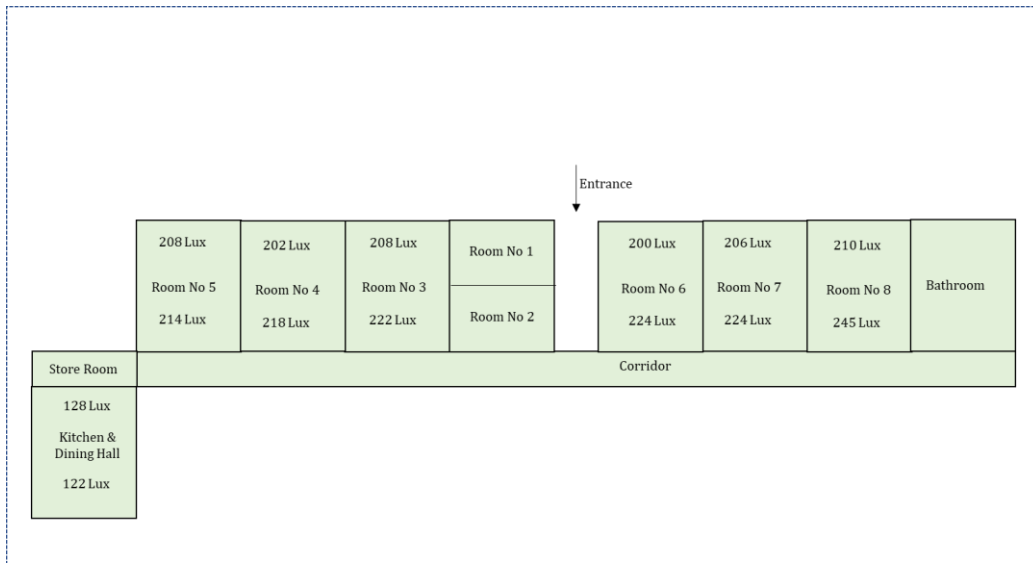 Entrance
208 Lux
Room No 5
214 Lux
202 Lux
Room No 4
218 Lux
208 Lux
Room No 3
222 Lux
Room No 1
Room No 2
200 Lux
Room No 6
224 Lux
206 Lux
Room No 7
224 Lux
210 Lux
Room No 8
245 Lux
Bathroom
Store Room
Corridor
128 Lux
Kitchen &
Dining Hall
122 Lux